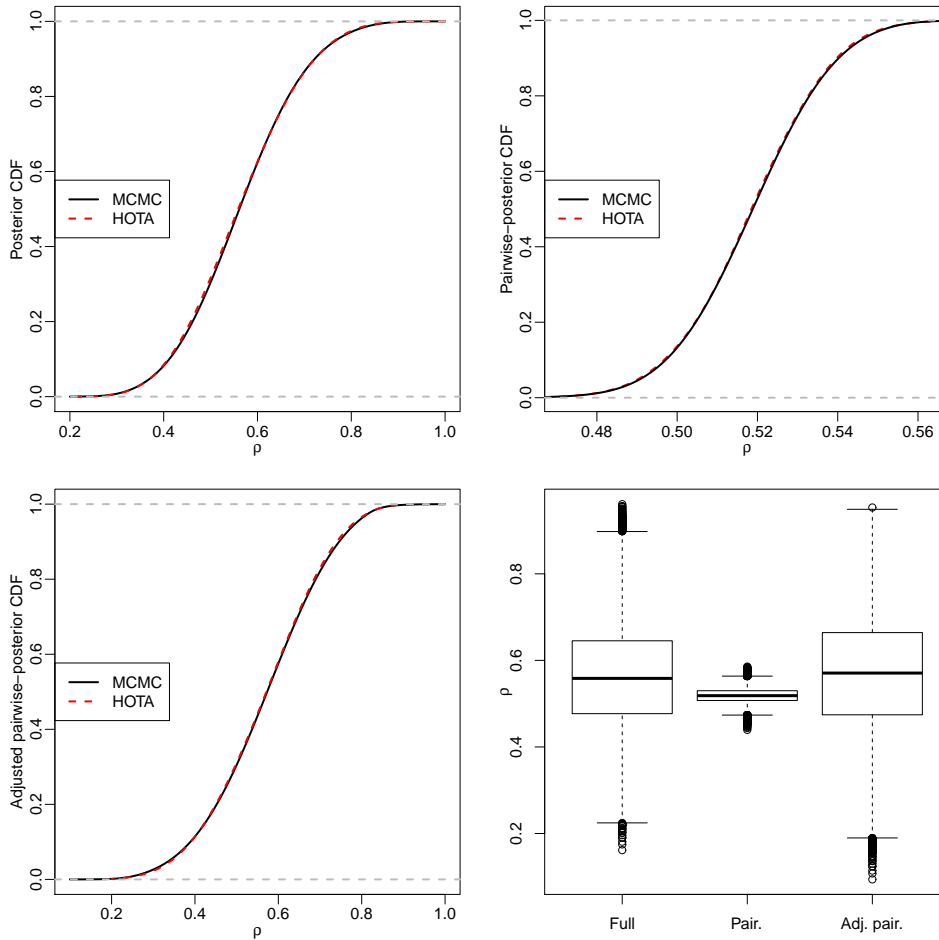 Posterior CDF
0.0 0.2 0.4 0.6 0.8 1.0
MCMC
HOTA
0.2 0.4 0.6 0.8 1.0
ρ
Pairwise−posterior CDF
0.0 0.2 0.4 0.6 0.8 1.0
MCMC
HOTA
0.48 0.50 0.52 0.54 0.56
ρ
Adjusted pairwise−posterior CDF
0.0 0.2 0.4 0.6 0.8 1.0
MCMC
HOTA
0.2 0.4 0.6 0.8 1.0
ρ
ρ
0.2 0.4 0.6 0.8
Full Pair. Adj. pair.